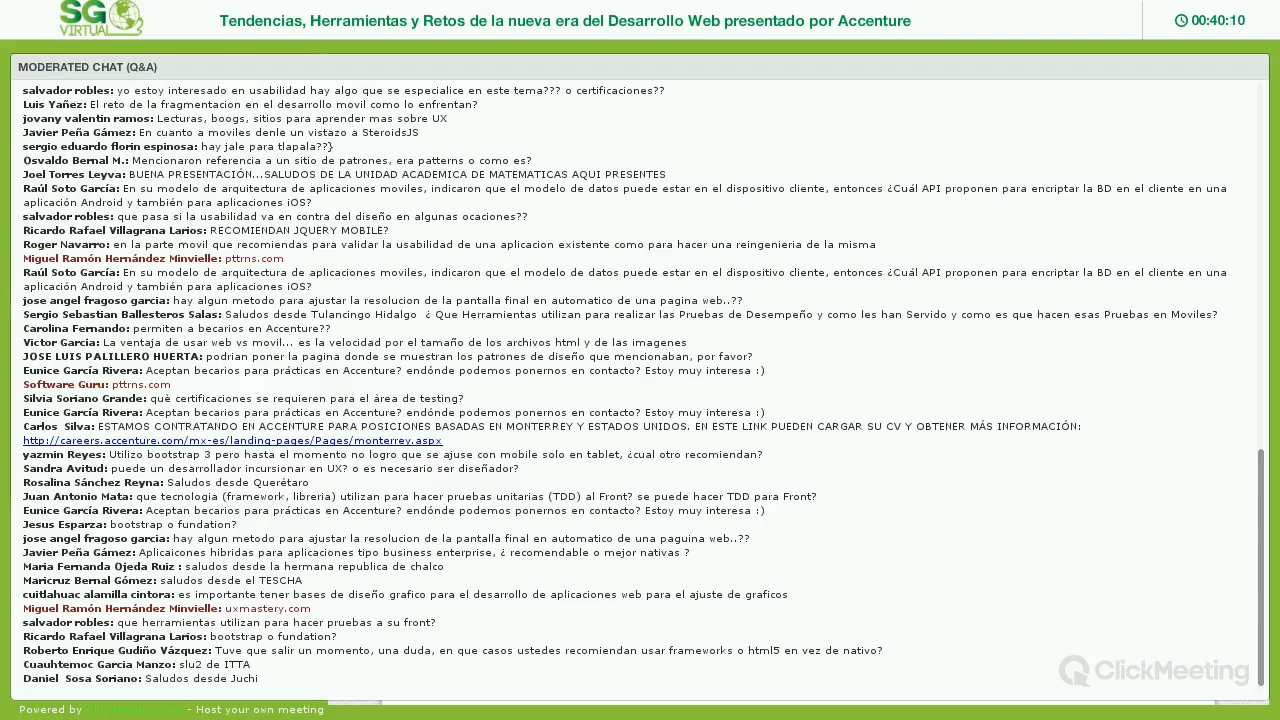 SG
VIRTUAL
Tendencias, Herramientas y Retos de la nueva era del Desarrollo Web presentado por Accenture
00:40:10
MODERATED CHAT (Q&A)
salvador robles: yo estoy interesado en usabilidad hay algo que se especialice en este tema??? o certificaciones??
Luis Yañez: El reto de la fragmentacion en el desarrollo movil como lo enfrentan?
jovany valentin ramos: Lecturas, boogs, sitios para aprender mas sobre UX
Javier Peña Gámez: En cuanto a moviles denle un vistazo a SteroidsJS
sergio eduardo florin espinosa: hay jale para tlapala??}
Osvaldo Bernal M.: Mencionaron referencia a un sitio de patrones, era patterns o como es?
Joel Torres Leyva: BUENA PRESENTACIÓN...SALUDOS DE LA UNIDAD ACADEMICA DE MATEMATICAS AQUI PRESENTES
Raúl Soto García: En su modelo de arquitectura de aplicaciones moviles, indicaron que el modelo de datos puede estar en el dispositivo cliente, entonces ¿Cuál API proponen para encriptar la BD en el cliente en una
aplicación Android y también para aplicaciones iOS?
salvador robles: que pasa si la usabilidad va en contra del diseño en algunas ocaciones??
Ricardo Rafael Villagrana Larios: RECOMIENDAN JQUERY MOBILE?
Roger Navarro: en la parte movil que recomiendas para validar la usabilidad de una aplicacion existente como para hacer una reingenieria de la misma
Miguel Ramón Hernández Minvielle: pttrns.com
Raúl Soto García: En su modelo de arquitectura de aplicaciones moviles, indicaron que el modelo de datos puede estar en el dispositivo cliente, entonces ¿Cuál API proponen para encriptar la BD en el cliente en una
aplicación Android y también para aplicaciones iOS?
jose angel fragoso garcia: hay algun metodo para ajustar la resolucion de la pantalla final en automatico de una pagina web..??
Sergio Sebastian Ballesteros Salas: Saludos desde Tulancingo Hidalgo ¿ Que Herramientas utilizan para realizar las Pruebas de Desempeño y como les han Servido y como es que hacen esas Pruebas en Moviles?
Carolina Fernando: permiten a becarios en Accenture??
Victor Garcia: La ventaja de usar web vs movil... es la velocidad por el tamaño de los archivos html y de las imagenes
JOSE LUIS PALILLERO HUERTA: podrian poner la pagina donde se muestran los patrones de diseño que mencionaban, por favor?
Eunice García Rivera: Aceptan becarios para prácticas en Accenture? endónde podemos ponernos en contacto? Estoy muy interesa :)
Software Guru: pttrns.com
Silvia Soriano Grande: què certificaciones se requieren para el àrea de testing?
Eunice García Rivera: Aceptan becarios para prácticas en Accenture? endónde podemos ponernos en contacto? Estoy muy interesa :)
Carlos Silva: ESTAMOS CONTRATANDO EN ACCENTURE PARA POSICIONES BASADAS EN MONTERREY Y ESTADOS UNIDOS. EN ESTE LINK PUEDEN CARGAR SU CV Y OBTENER MÁS INFORMACIÓN:
http://careers.accenture.com/mx-es/landing-pages/Pages/monterrey.aspx
yazmin Reyes: Utilizo bootstrap 3 pero hasta el momento no logro que se ajuse con mobile solo en tablet, ¿cual otro recomiendan?
Sandra Avitud: puede un desarrollador incursionar en UX? o es necesario ser diseñador?
Rosalina Sánchez Reyna: Saludos desde Querétaro
Juan Antonio Mata: que tecnologia (framework, libreria) utilizan para hacer pruebas unitarias (TDD) al Front? se puede hacer TDD para Front?
Eunice García Rivera: Aceptan becarios para prácticas en Accenture? endónde podemos ponernos en contacto? Estoy muy interesa :)
Jesus Esparza: bootstrap o fundation?
jose angel fragoso garcia: hay algun metodo para ajustar la resolucion de la pantalla final en automatico de una paguina web..??
Javier Peña Gámez: Aplicaicones hibridas para aplicaciones tipo business enterprise, ¿ recomendable o mejor nativas ?
Maria Fernanda Ojeda Ruiz : saludos desde la hermana republica de chalco
Maricruz Bernal Gómez: saludos desde el TESCHA
cuitlahuac alamilla cintora: es importante tener bases de diseño grafico para el desarrollo de aplicaciones web para el ajuste de graficos
Miguel Ramón Hernández Minvielle: uxmastery.com
salvador robles: que herramientas utilizan para hacer pruebas a su front?
Ricardo Rafael Villagrana Larios: bootstrap o fundation?
Roberto Enrique Gudiño Vázquez: Tuve que salir un momento, una duda, en que casos ustedes recomiendan usar frameworks o html5 en vez de nativo?
Cuauhtemoc Garcia Manzo: slu2 de ITTA
Daniel Sosa Soriano: Saludos desde Juchi
ClickMeeting
Powered by ClickMeeting.com - Host your own meeting